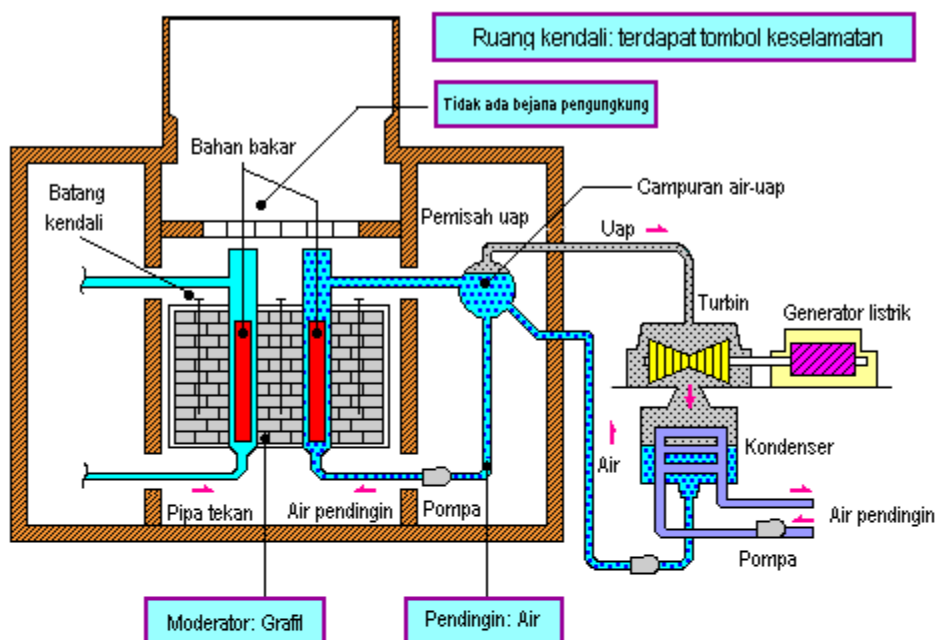 Ruang kendali: terdapat tombol keselamatan
Tidak ada bejana pengungkung
Bahan bakar
Batang
kendali
Pemisah uap
Campuran air-uap
Uap
Turbin
Generator listrik
Kondenser
Air
Pipa tekan
Air pendingin
Pompa
Air pendingin
Pompa
Moderator: Grafit
Pendingin: Air